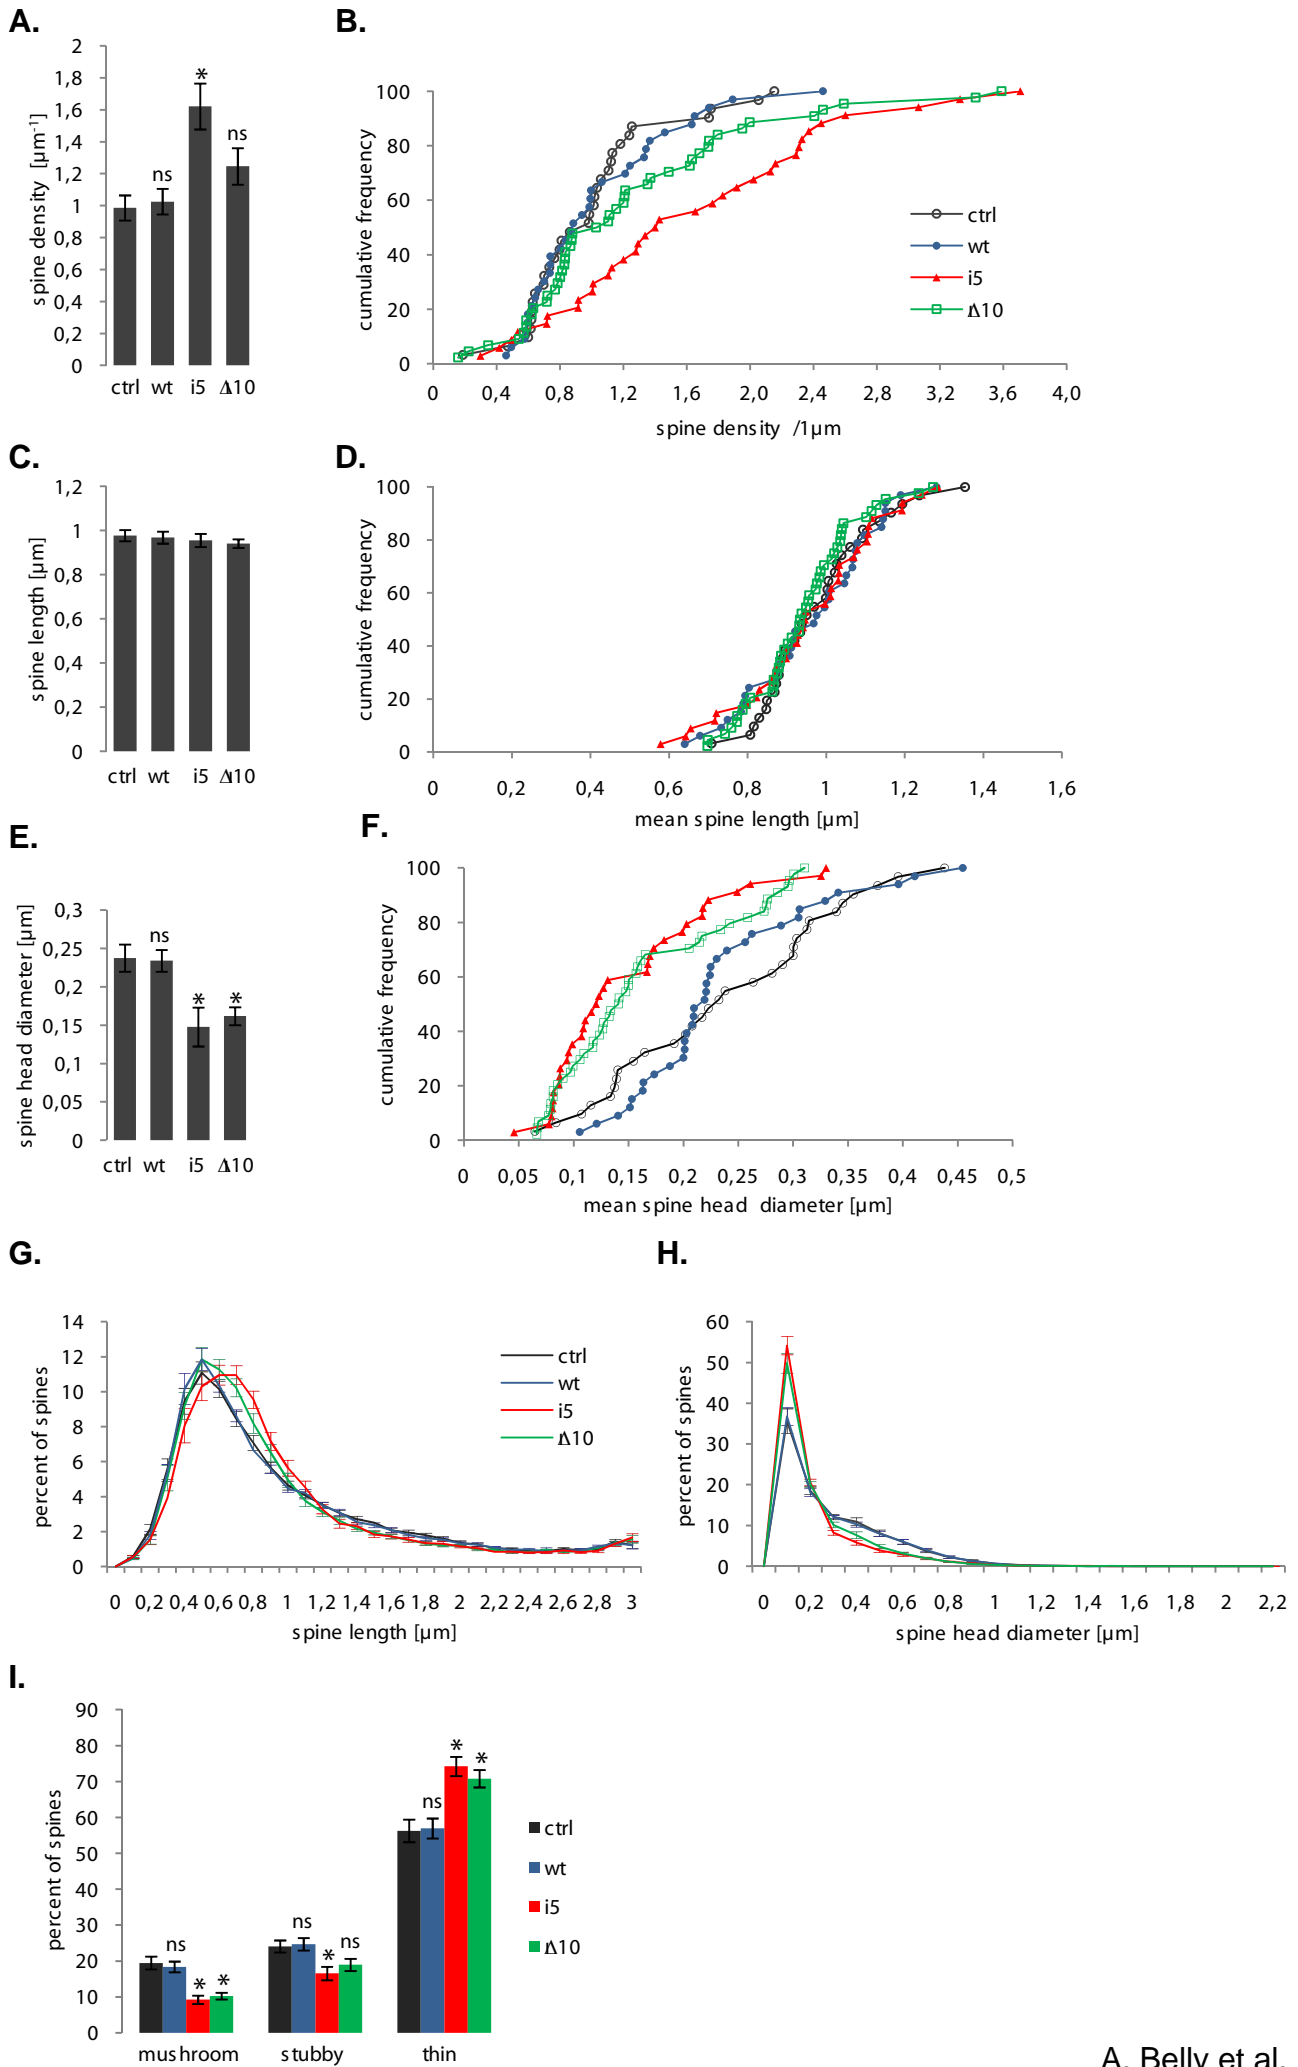 A.
spine density [µm⁻¹]
2
1,8
1,6
1,4
1,2
1
0,8
0,6
0,4
0,2
0
ns
*
ns
ctrl wt i5 Δ10
B.
cumulative frequency
100
80
60
40
20
0
0 0,4 0,8 1,2 1,6 2,0 2,4 2,8 3,2 3,6 4,0
spine density /1µm
ctrl
wt
i5
Δ10
C.
spine length [µm]
1,2
1
0,8
0,6
0,4
0,2
0
ctrl wt i5 Δ10
D.
cumulative frequency
100
80
60
40
20
0
0 0,2 0,4 0,6 0,8 1 1,2 1,4 1,6
mean spine length [µm]
E.
spine head diameter [µm]
0,3
0,25
0,2
0,15
0,1
0,05
0
ns
* *
ctrl wt i5 Δ10
F.
cumulative frequency
100
80
60
40
20
0
0 0,05 0,1 0,15 0,2 0,25 0,3 0,35 0,4 0,45 0,5
mean spine head diameter [µm]
G.
percent of spines
14
12
10
8
6
4
2
0
0 0,2 0,4 0,6 0,8 1 1,2 1,4 1,6 1,8 2 2,2 2,4 2,6 2,8 3
spine length [µm]
ctrl
wt
i5
Δ10
H.
percent of spines
60
50
40
30
20
10
0
0 0,2 0,4 0,6 0,8 1 1,2 1,4 1,6 1,8 2 2,2
spine head diameter [µm]
I.
percent of spines
90
80
70
60
50
40
30
20
10
0
ns * *
ns * ns
ns * *
mushroom stubby thin
ctrl
wt
i5
Δ10
A. Belly et al.